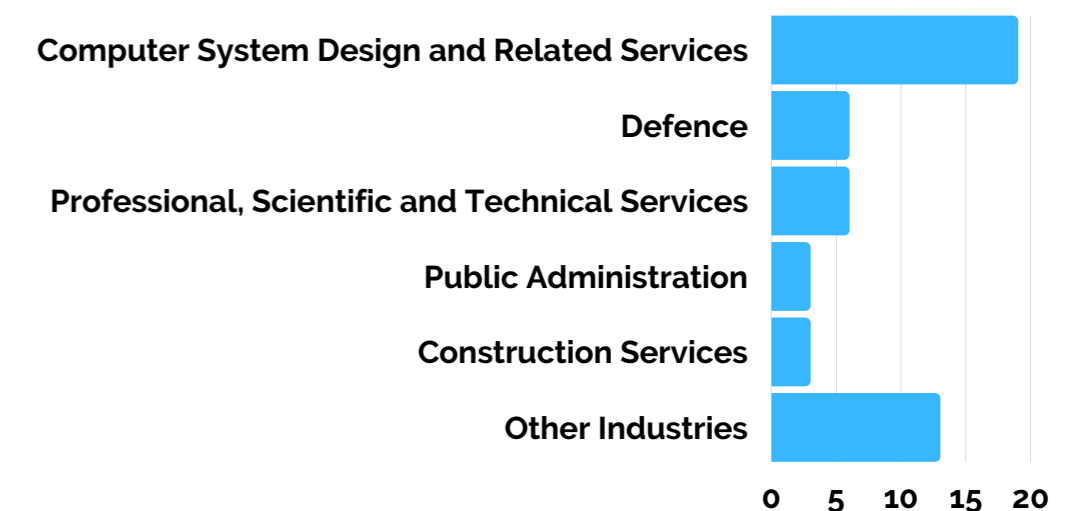 Computer System Design and Related Services
Defence
Professional, Scientific and Technical Services
Public Administration
Construction Services
Other Industries
0 5 10 15 20